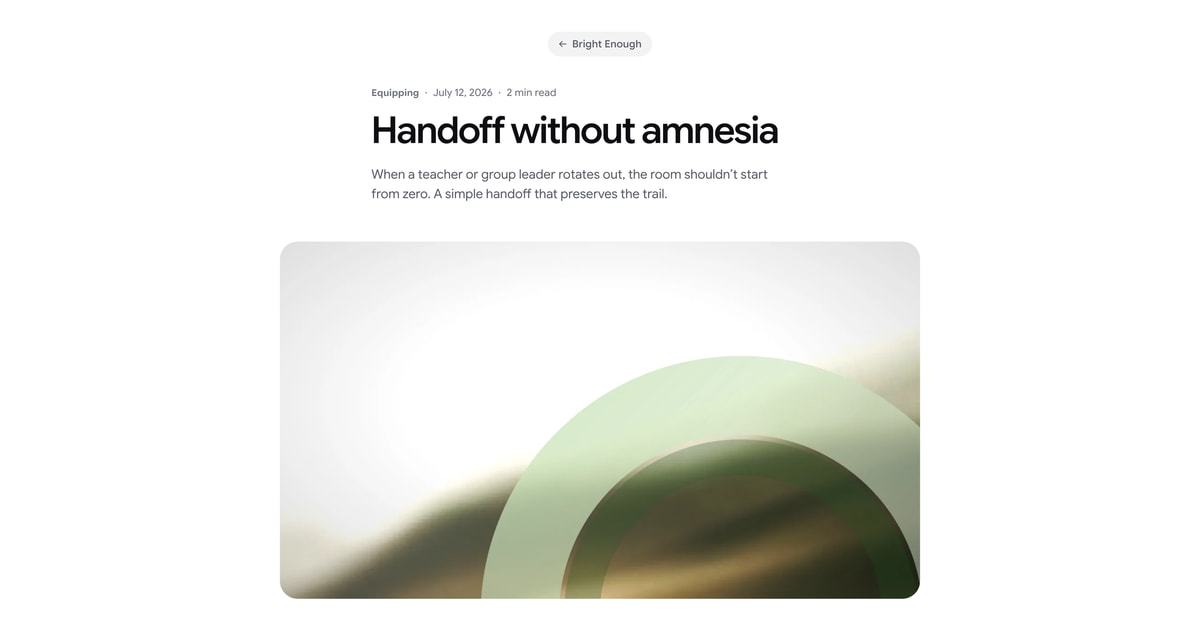 ← Bright Enough
Equipping · July 12, 2026 · 2 min read
Handoff without amnesia
When a teacher or group leader rotates out, the room shouldn’t start
from zero. A simple handoff that preserves the trail.